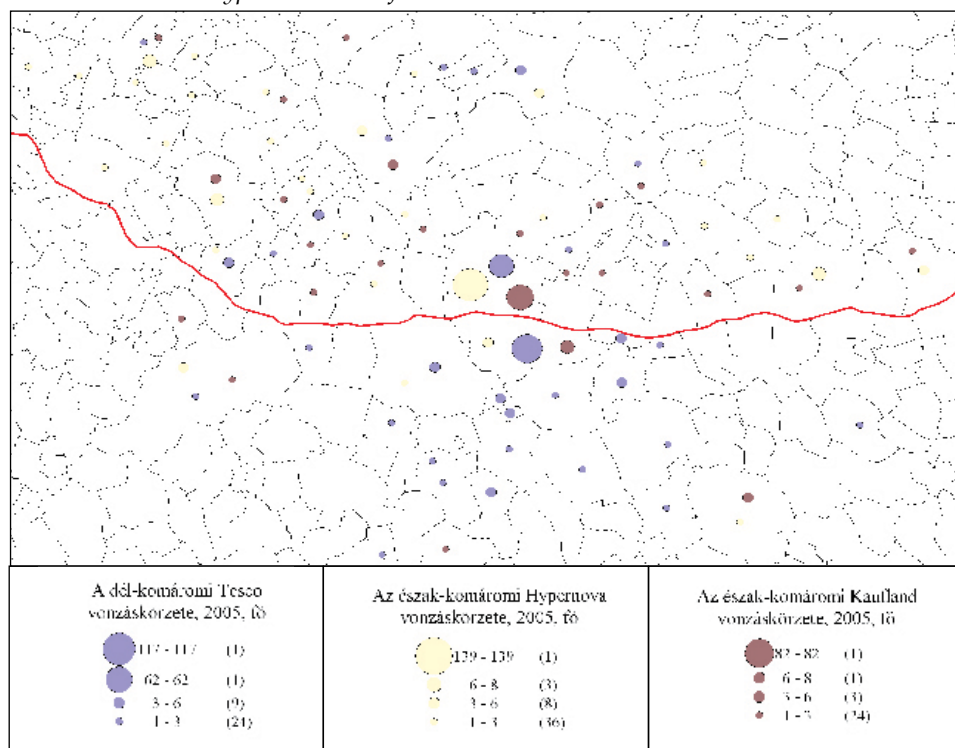 A dél-komáromi Tesco
vonzáskörzete, 2005, fő
117 - 117 (1)
62 - 62 (1)
3 - 6 (9)
1 - 3 (21)
Az észak-komáromi Hypernova
vonzáskörzete, 2005, fő
139 - 139 (1)
6 - 8 (3)
3 - 6 (8)
1 - 3 (36)
Az észak-komáromi Kaufland
vonzáskörzete, 2005, fő
82 - 82 (1)
6 - 8 (1)
3 - 6 (3)
1 - 3 (24)